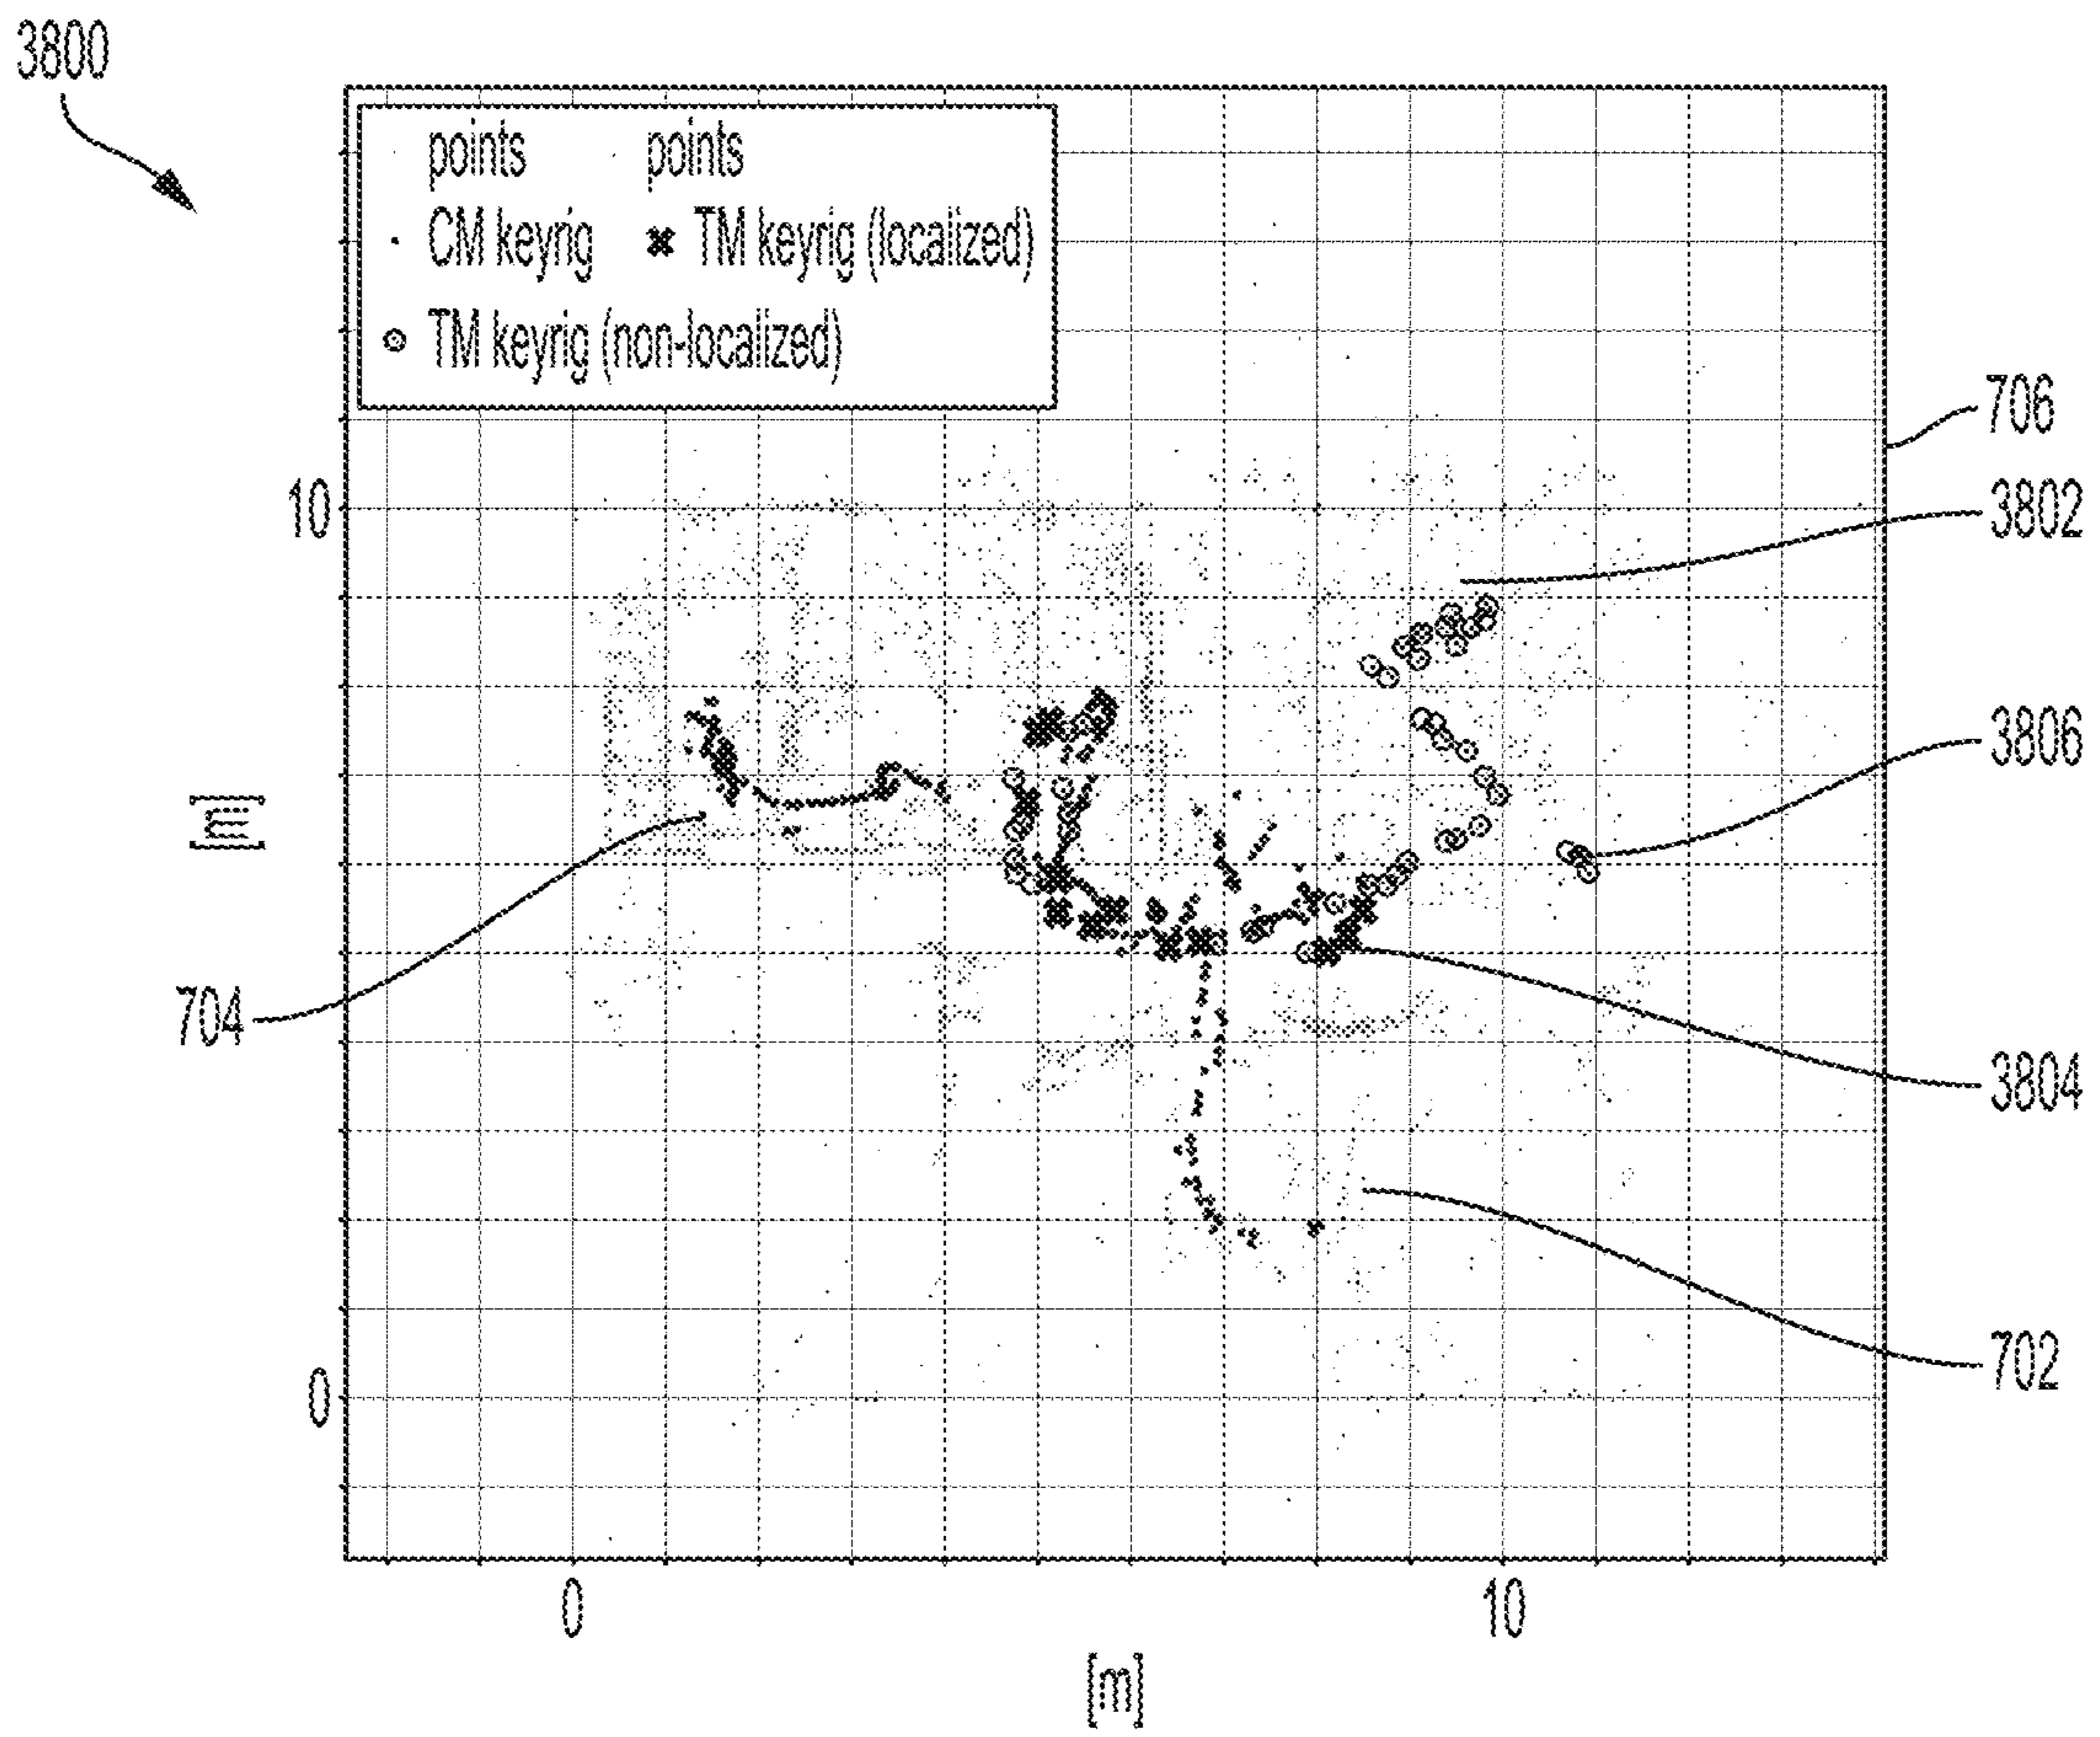 3800
points points
CM keyrig TM keyrig (localized)
TM keyrig (non-localized)
706
10
3802
3806
[m]
704
3804
702
0
0 10
[m]